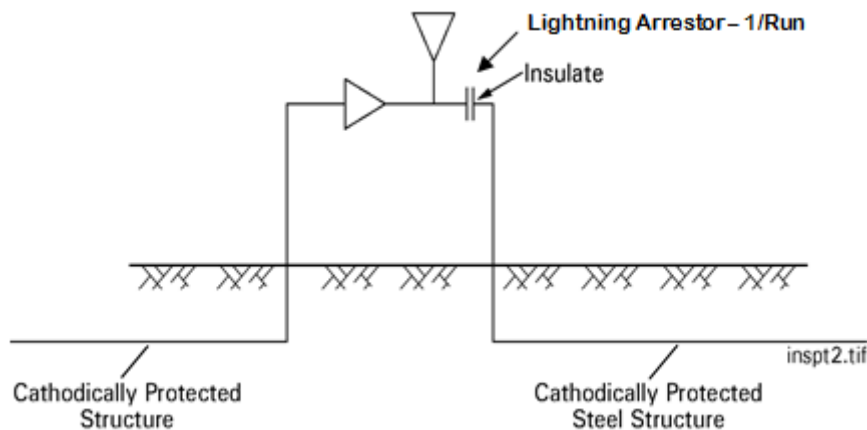 Lightning Arrestor – 1/Run
Insulate
inspt2.tif
Cathodically Protected
Structure
Cathodically Protected
Steel Structure